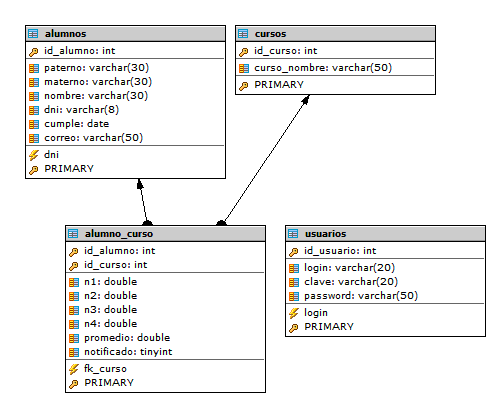 alumnos
id_alumno: int
paterno: varchar(30)
materno: varchar(30)
nombre: varchar(30)
dni: varchar(8)
cumple: date
correo: varchar(50)
dni
PRIMARY
cursos
id_curso: int
curso_nombre: varchar(50)
PRIMARY
alumno_curso
id_alumno: int
id_curso: int
n1: double
n2: double
n3: double
n4: double
promedio: double
notificado: tinyint
fk_curso
PRIMARY
usuarios
id_usuario: int
login: varchar(20)
clave: varchar(20)
password: varchar(50)
login
PRIMARY